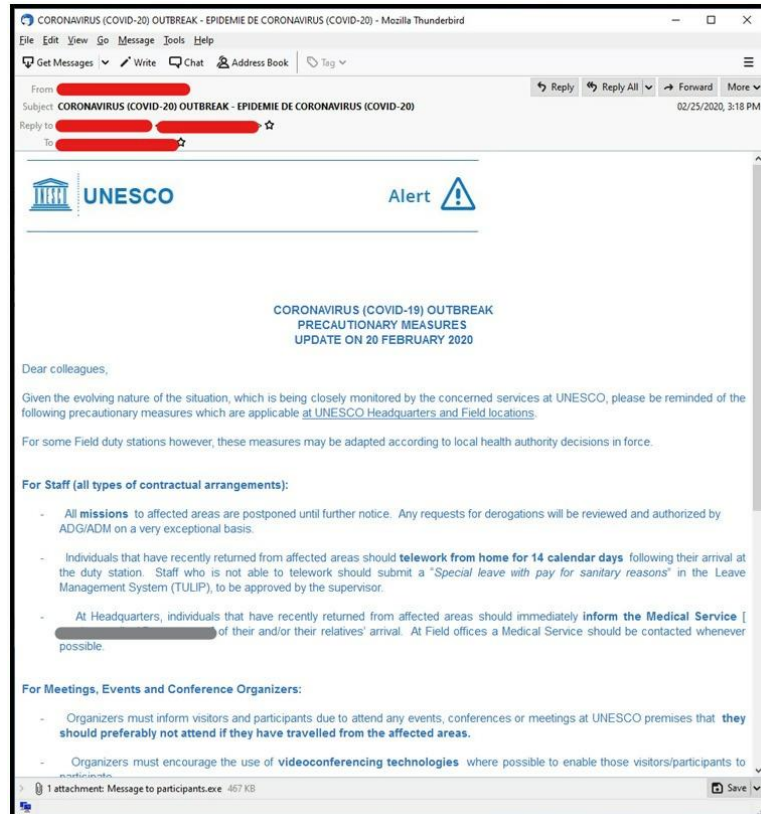 CORONAVIRUS (COVID-20) OUTBREAK - EPIDEMIE DE CORONAVIRUS (COVID-20) - Mozilla Thunderbird
File Edit View Go Message Tools Help
Get Messages Write Chat Address Book Tag
From Reply Reply All Forward More
Subject CORONAVIRUS (COVID-20) OUTBREAK - EPIDEMIE DE CORONAVIRUS (COVID-20) 02/25/2020, 3:18 PM
Reply to
To
UNESCO Alert
CORONAVIRUS (COVID-19) OUTBREAK
PRECAUTIONARY MEASURES
UPDATE ON 20 FEBRUARY 2020
Dear colleagues,
Given the evolving nature of the situation, which is being closely monitored by the concerned services at UNESCO, please be reminded of the
following precautionary measures which are applicable at UNESCO Headquarters and Field locations.
For some Field duty stations however, these measures may be adapted according to local health authority decisions in force.
For Staff (all types of contractual arrangements):
- All missions to affected areas are postponed until further notice. Any requests for derogations will be reviewed and authorized by
ADG/ADM on a very exceptional basis.
- Individuals that have recently returned from affected areas should telework from home for 14 calendar days following their arrival at
the duty station. Staff who is not able to telework should submit a "Special leave with pay for sanitary reasons" in the Leave
Management System (TULIP), to be approved by the supervisor.
- At Headquarters, individuals that have recently returned from affected areas should immediately inform the Medical Service [
of their and/or their relatives' arrival. At Field offices a Medical Service should be contacted whenever
possible.
For Meetings, Events and Conference Organizers:
- Organizers must inform visitors and participants due to attend any events, conferences or meetings at UNESCO premises that they
should preferably not attend if they have travelled from the affected areas.
- Organizers must encourage the use of videoconferencing technologies where possible to enable those visitors/participants to
participate
1 attachment: Message to participants.exe 467 KB Save